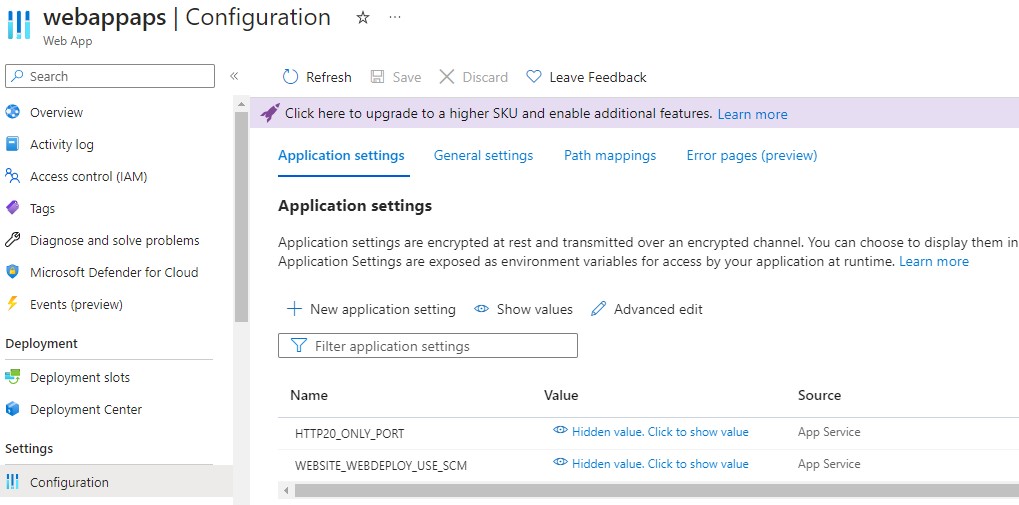 webappaps | Configuration ☆ ...
Web App
Search «
Refresh Save Discard Leave Feedback
Overview
Activity log
Access control (IAM)
Tags
Diagnose and solve problems
Microsoft Defender for Cloud
Events (preview)
Deployment
Deployment slots
Deployment Center
Settings
Configuration
Click here to upgrade to a higher SKU and enable additional features. Learn more
Application settings General settings Path mappings Error pages (preview)
Application settings
Application settings are encrypted at rest and transmitted over an encrypted channel. You can choose to display them in
Application Settings are exposed as environment variables for access by your application at runtime. Learn more
New application setting Show values Advanced edit
Filter application settings
Name Value Source
HTTP20_ONLY_PORT Hidden value. Click to show value App Service
WEBSITE_WEBDEPLOY_USE_SCM Hidden value. Click to show value App Service